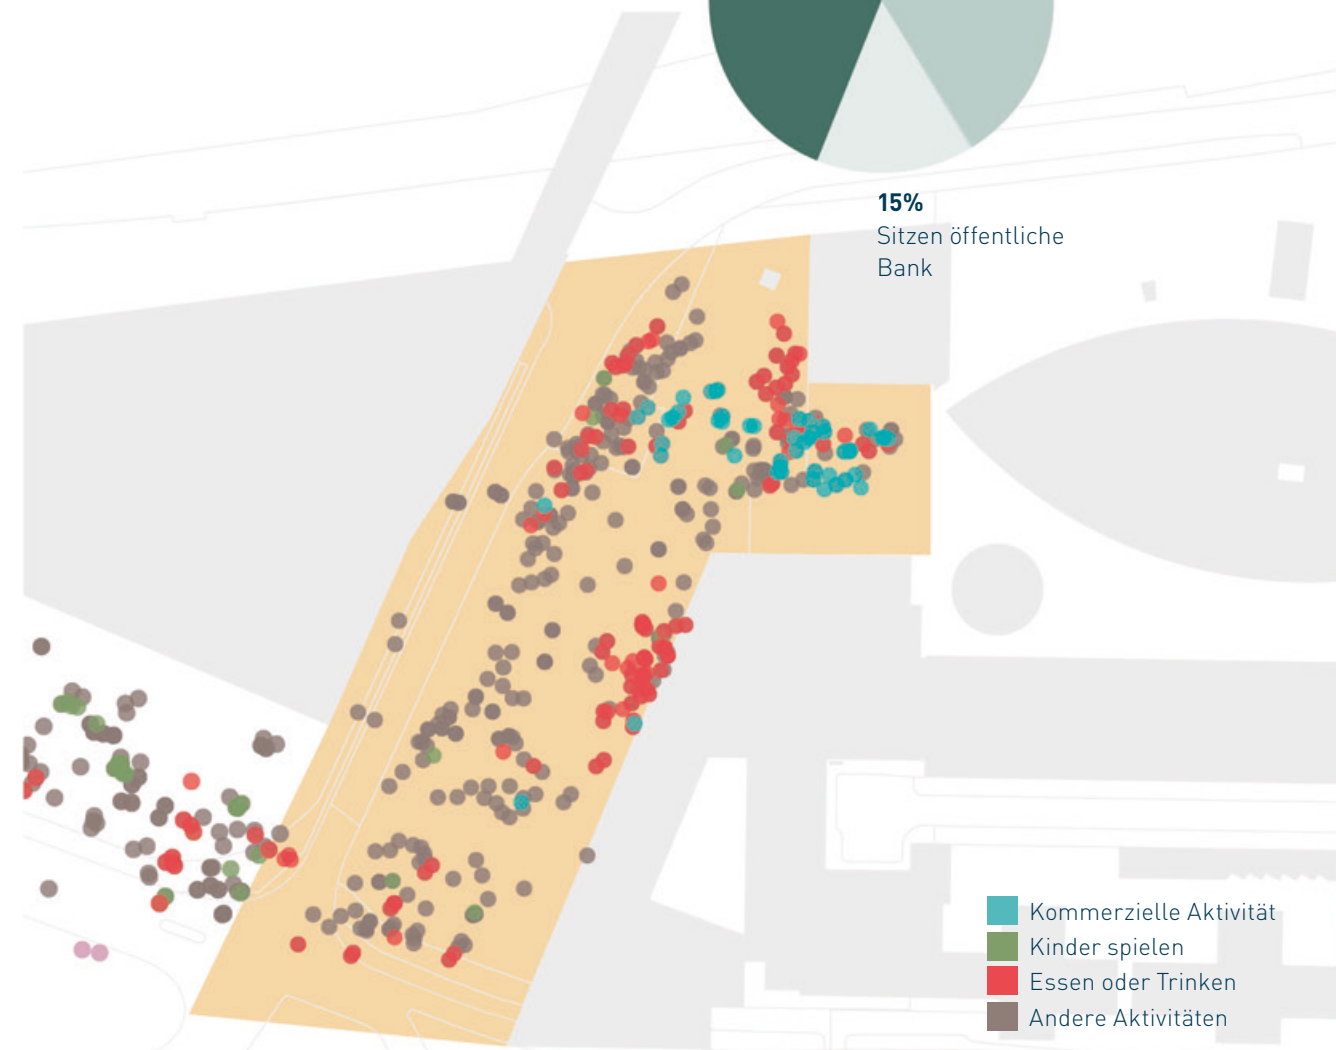 15%
Sitzen öffentliche
Bank
Kommerzielle Aktivität
Kinder spielen
Essen oder Trinken
Andere Aktivitäten